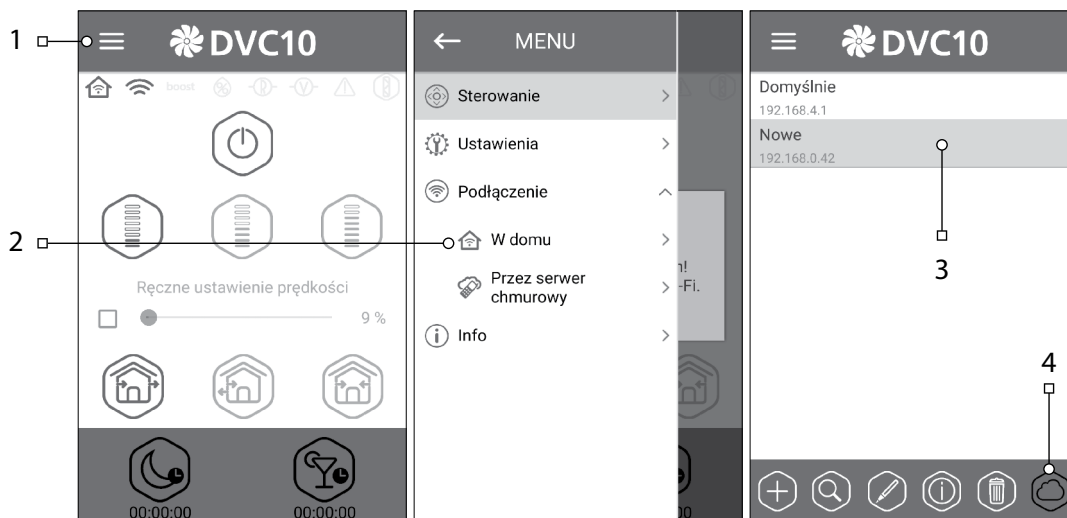 1
DVC10
boost
R
V
Ręczne ustawienie prędkości
9 %
00:00:00
00:00:00
MENU
Sterowanie
Ustawienia
Podłączenie
2
W domu
Przez serwer
chmurowy
Info
!
-Fi.
00
DVC10
Domyślnie
192.168.4.1
Nowe
192.168.0.42
3
4